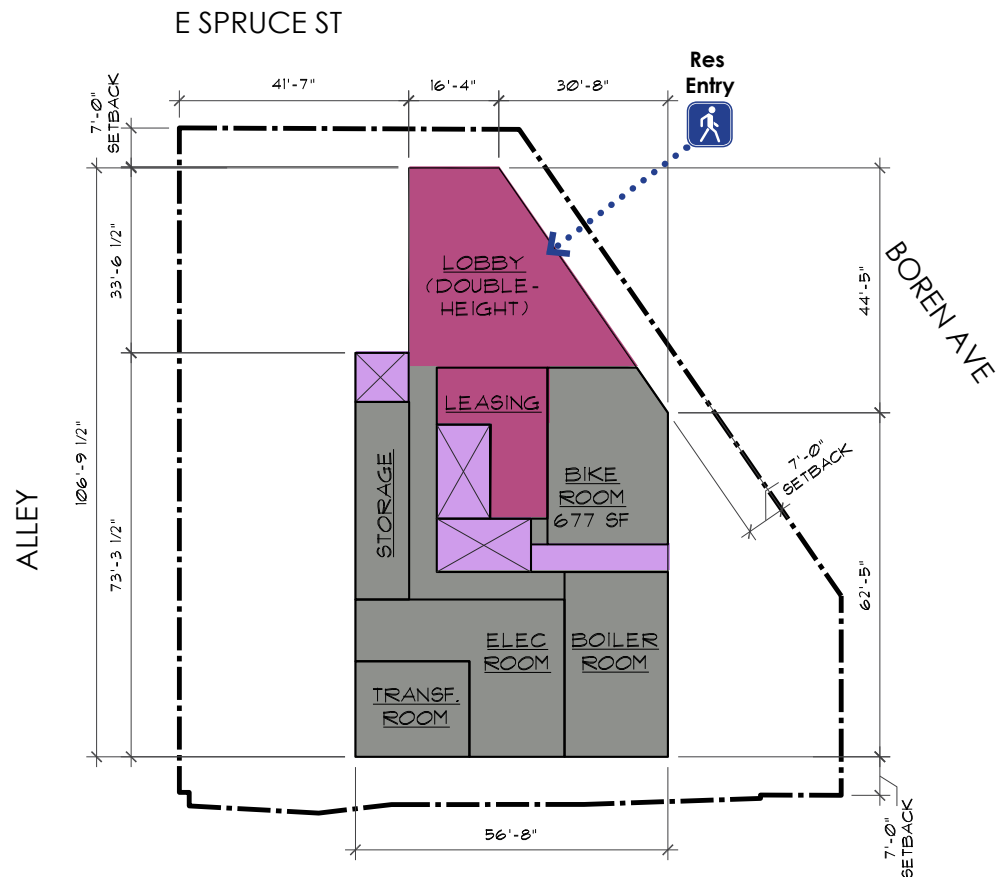 E SPRUCE ST
41'-7"
16'-4"
30'-8"
Res
Entry
7'-0"
SETBACK
33'-6 1/2"
106'-9 1/2"
73'-3 1/2"
ALLEY
LOBBY
(DOUBLE-
HEIGHT)
LEASING
STORAGE
BIKE
ROOM
677 SF
ELEC
ROOM
BOILER
ROOM
TRANSF.
ROOM
44'-5"
BOREN AVE
7'-0"
SETBACK
62'-5"
56'-8"
7'-0"
SETBACK